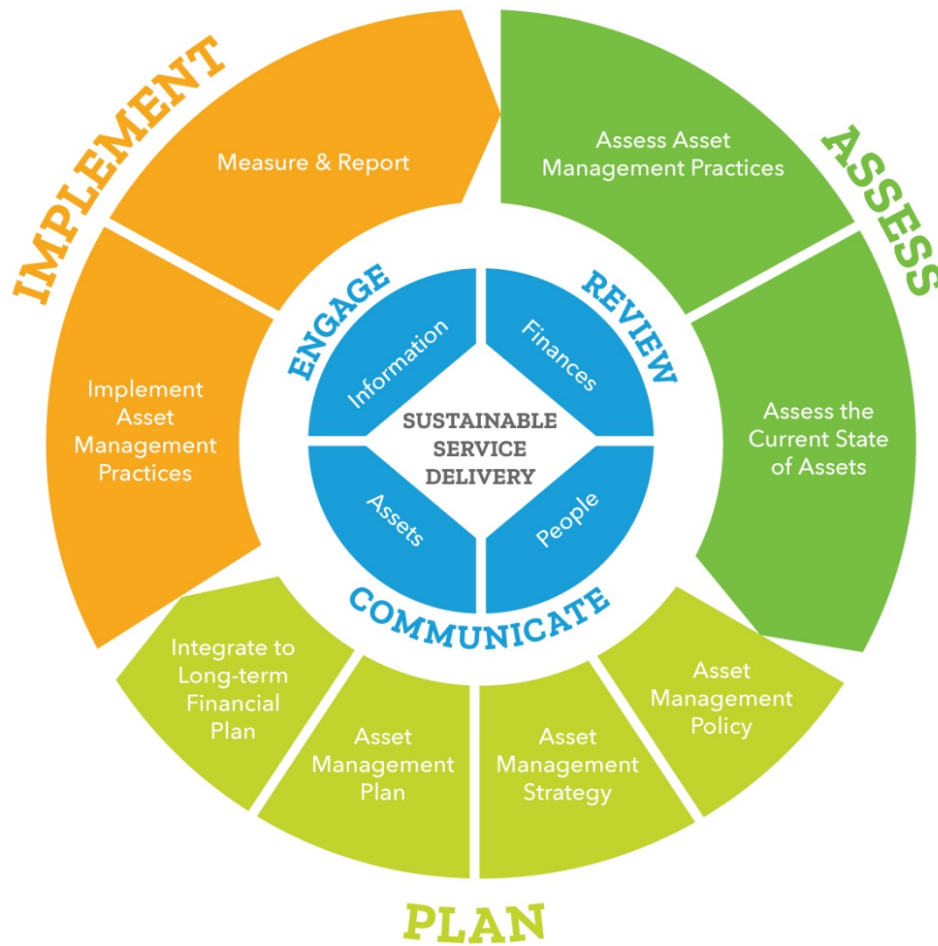 IMPLEMENT
Measure & Report
Assess Asset
Management Practices
ASSESS
Implement
Asset
Management
Practices
ENGAGE
REVIEW
Information
Finances
SUSTAINABLE
SERVICE
DELIVERY
Assets
People
COMMUNICATE
Assess the
Current State
of Assets
Integrate to
Long-term
Financial
Plan
Asset
Management
Plan
Asset
Management
Strategy
Asset
Management
Policy
PLAN